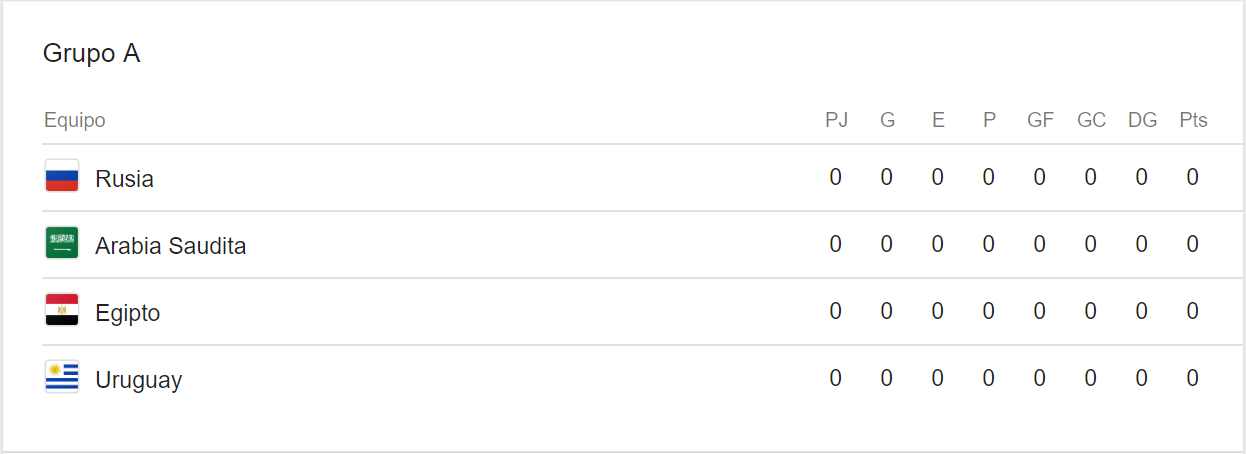 Grupo A
Equipo PJ G E P GF GC DG Pts
Rusia 0 0 0 0 0 0 0 0
Arabia Saudita 0 0 0 0 0 0 0 0
Egipto 0 0 0 0 0 0 0 0
Uruguay 0 0 0 0 0 0 0 0